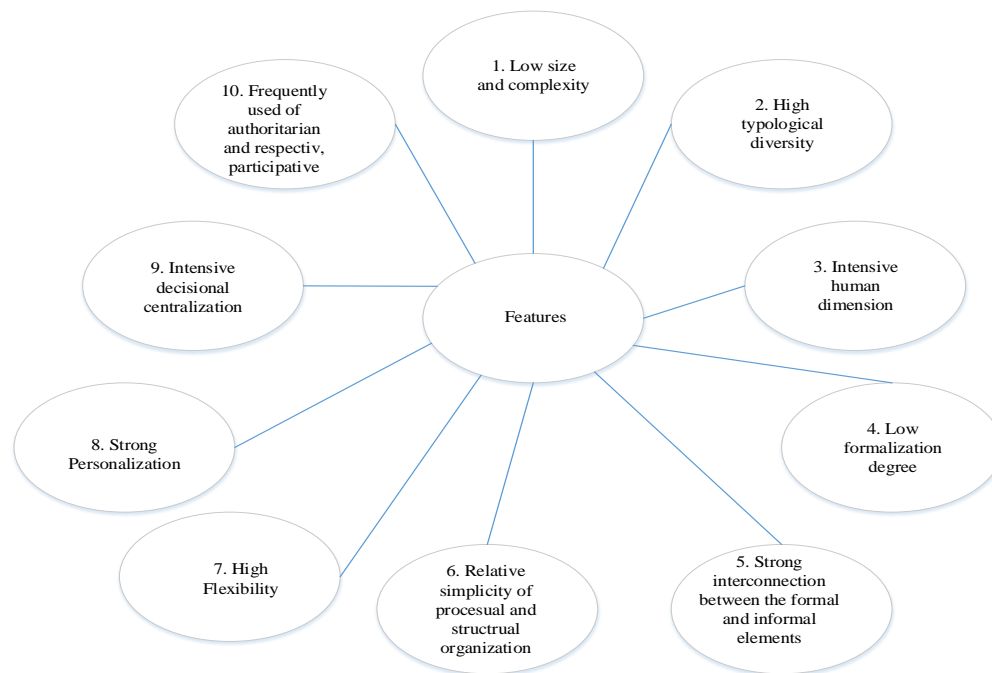 1. Low size
and complexity
2. High
typological
diversity
3. Intensive
human
dimension
4. Low
formalization
degree
5. Strong
interconnection
between the formal
and informal
elements
6. Relative
simplicity of
procesual and
structrual
organization
7. High
Flexibility
8. Strong
Personalization
9. Intensive
decisional
centralization
10. Frequently
used of
authoritarian
and respectiv,
participative
Features